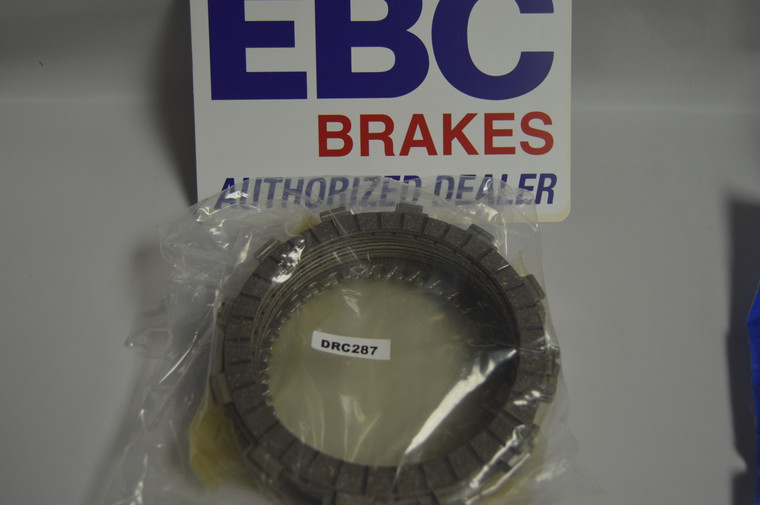 EBC
BRAKES
AUTHORIZED DEALER
DRC287